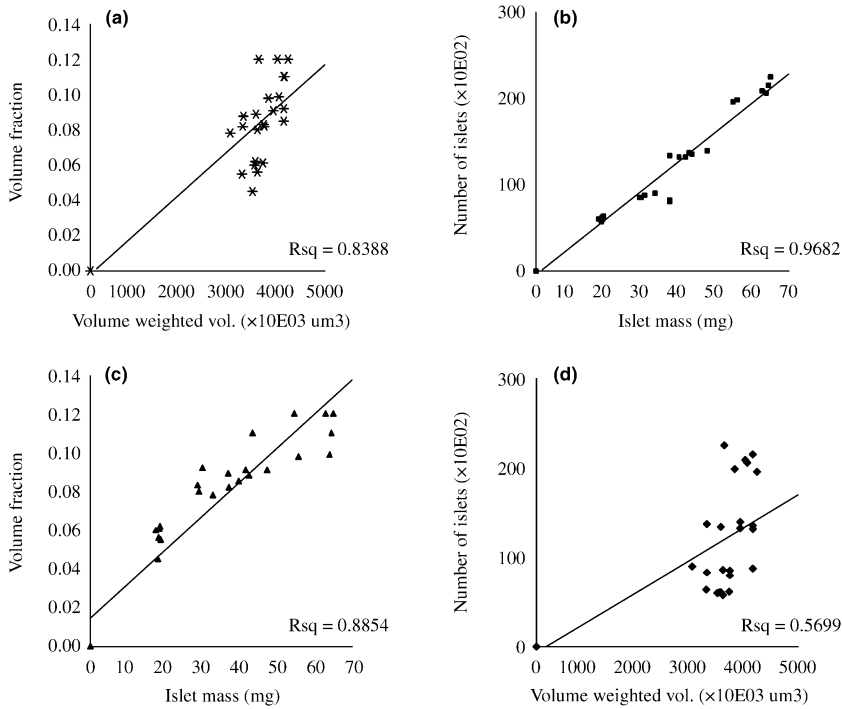 (a)
0.14
0.12
0.10
0.08
0.06
0.04
0.02
0.00
Volume fraction
Rsq = 0.8388
0 1000 2000 3000 4000 5000
Volume weighted vol. (×10E03 um3)
(b)
300
200
100
0
Number of islets (×10E02)
Rsq = 0.9682
0 10 20 30 40 50 60 70
Islet mass (mg)
(c)
0.14
0.12
0.10
0.08
0.06
0.04
0.02
0.00
Volume fraction
Rsq = 0.8854
0 10 20 30 40 50 60 70
Islet mass (mg)
(d)
300
200
100
0
Number of islets (×10E02)
Rsq = 0.5699
0 1000 2000 3000 4000 5000
Volume weighted vol. (×10E03 um3)